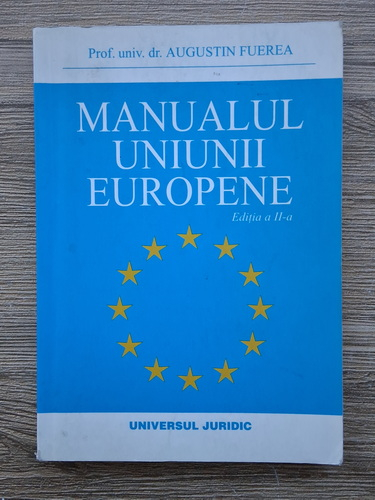 Prof. univ. dr. AUGUSTIN FUEREA
MANUALUL
UNIUNII
EUROPENE
Ediția a II-a
UNIVERSUL JURIDIC